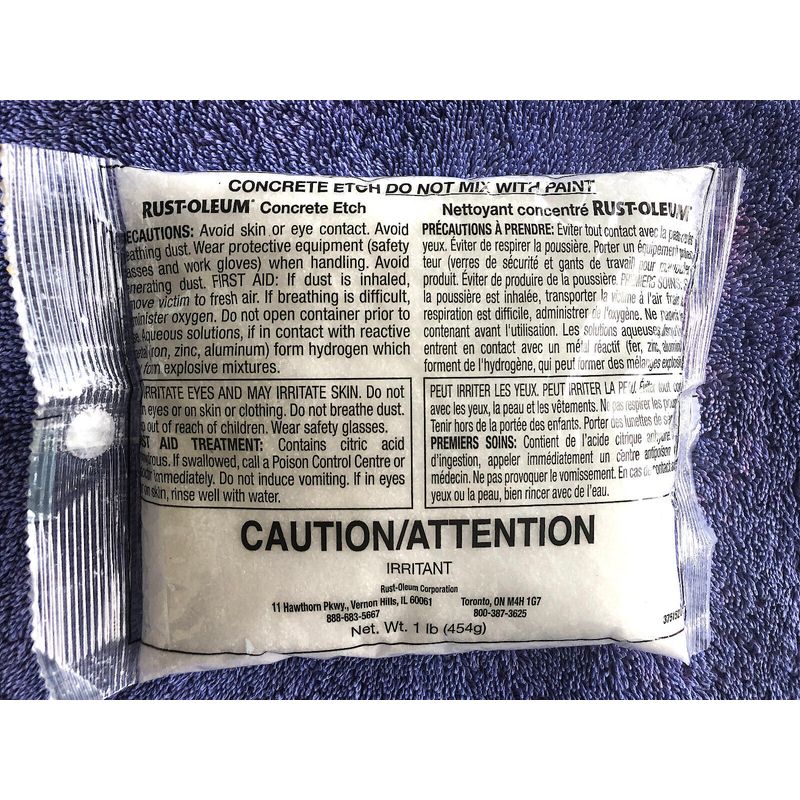 CONCRETE ETCH DO NOT MIX WITH PAINT
RUST-OLEUM® Concrete Etch
ECAUTIONS: Avoid skin or eye contact. Avoid
eathing dust. Wear protective equipment (safety
asses and work gloves) when handling. Avoid
nerating dust. FIRST AID: If dust is inhaled,
move victim to fresh air. If breathing is difficult,
minister oxygen. Do not open container prior to
Aqueous solutions, if in contact with reactive
(iron, zinc, aluminum) form hydrogen which
form explosive mixtures.
IRRITATE EYES AND MAY IRRITATE SKIN. Do not
in eyes or on skin or clothing. Do not breathe dust.
out of reach of children. Wear safety glasses.
ST AID TREATMENT: Contains citric acid
drous. If swallowed, call a Poison Control Centre or
doctor immediately. Do not induce vomiting. If in eyes
on skin, rinse well with water.
Nettoyant concentré RUST-OLEUM®
PRÉCAUTIONS À PRENDRE: Éviter tout contact avec la peau
yeux. Éviter de respirer la poussière. Porter un équipement
teur (verres de sécurité et gants de travail) pour
produit. Éviter de produire de la poussière. PREMIERS SOINS:
la poussière est inhalée, transporter la victime à l'air frais
respiration est difficile, administrer de l'oxygène. Ne
contenant avant l'utilisation. Les solutions aqueuses,
entrent en contact avec un métal réactif (fer, zinc, aluminium)
forment de l'hydrogène, qui peut former des mélanges explosifs
PEUT IRRITER LES YEUX. PEUT IRRITER LA PEAU. Éviter tout con
avec les yeux, la peau et les vêtements. Ne pas respirer les
Tenir hors de la portée des enfants. Porter des lunettes de
PREMIERS SOINS: Contient de l'acide citrique
d'ingestion, appeler immédiatement un centre antipoison
médecin. Ne pas provoquer le vomissement. En cas de contact
yeux ou la peau, bien rincer avec de l'eau.
CAUTION/ATTENTION
IRRITANT
Rust-Oleum Corporation
11 Hawthorn Pkwy., Vernon Hills, IL 60061 Toronto, ON M4H 1G7
888-683-5667 800-387-3625
Net. Wt. 1 lb (454g)